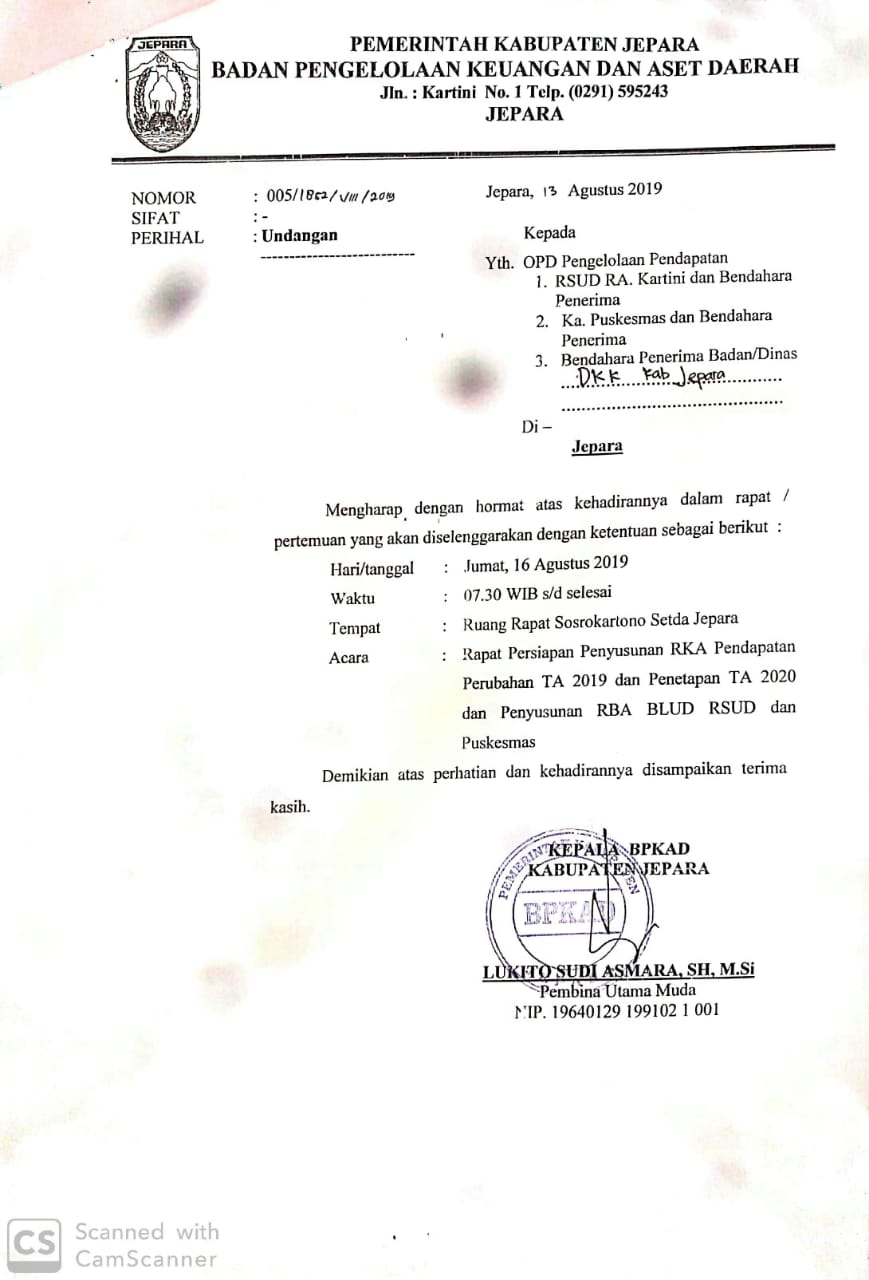 JEPARA
PEMERINTAH KABUPATEN JEPARA
BADAN PENGELOLAAN KEUANGAN DAN ASET DAERAH
Jln. : Kartini No. 1 Telp. (0291) 595243
JEPARA
NOMOR : 005/1852/VIII/2019
SIFAT : -
PERIHAL : Undangan
Jepara, 13 Agustus 2019
Kepada
Yth. OPD Pengelolaan Pendapatan
1. RSUD RA. Kartini dan Bendahara
Penerima
2. Ka. Puskesmas dan Bendahara
Penerima
3. Bendahara Penerima Badan/Dinas
DKK Kab Jepara
Di –
Jepara
Mengharap dengan hormat atas kehadirannya dalam rapat /
pertemuan yang akan diselenggarakan dengan ketentuan sebagai berikut :
Hari/tanggal : Jumat, 16 Agustus 2019
Waktu : 07.30 WIB s/d selesai
Tempat : Ruang Rapat Sosrokartono Setda Jepara
Acara : Rapat Persiapan Penyusunan RKA Pendapatan
Perubahan TA 2019 dan Penetapan TA 2020
dan Penyusunan RBA BLUD RSUD dan
Puskesmas
Demikian atas perhatian dan kehadirannya disampaikan terima
kasih.
KEPALA BPKAD
KABUPATEN JEPARA
PEMERINTAH KABUPATEN
BPKAD
LUKITO SUDI ASMARA, SH, M.Si
Pembina Utama Muda
NIP. 19640129 199102 1 001
CS Scanned with
CamScanner